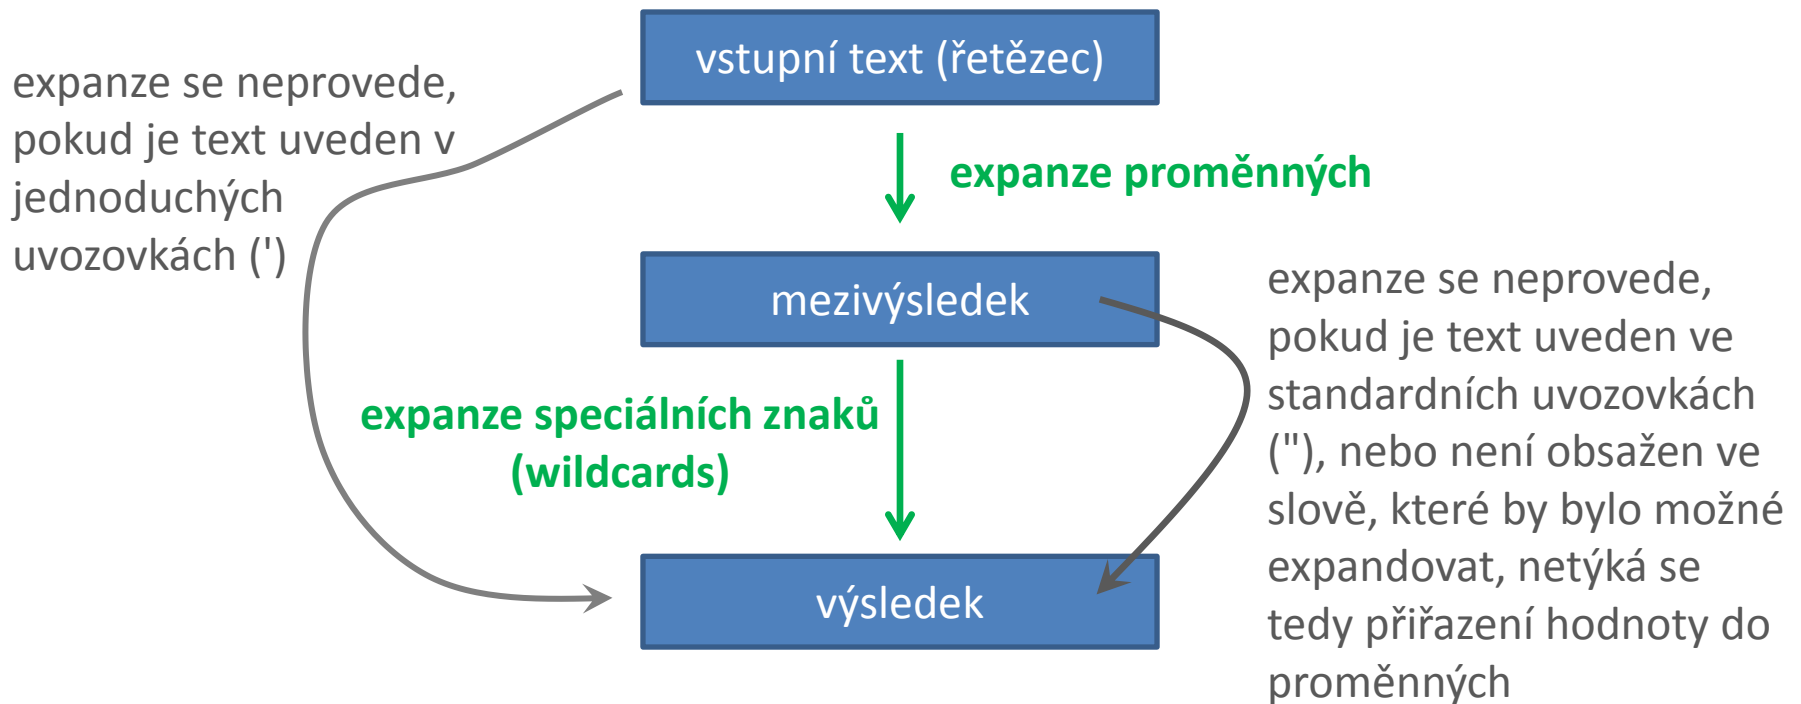 vstupní text (řetězec)
expanze se neprovede,
pokud je text uveden v
jednoduchých
uvozovkách (')
expanze proměnných
mezivýsledek
expanze se neprovede,
pokud je text uveden ve
standardních uvozovkách
("), nebo není obsažen ve
slově, které by bylo možné
expandovat, netýká se
tedy přiřazení hodnoty do
proměnných
expanze speciálních znaků
(wildcards)
výsledek